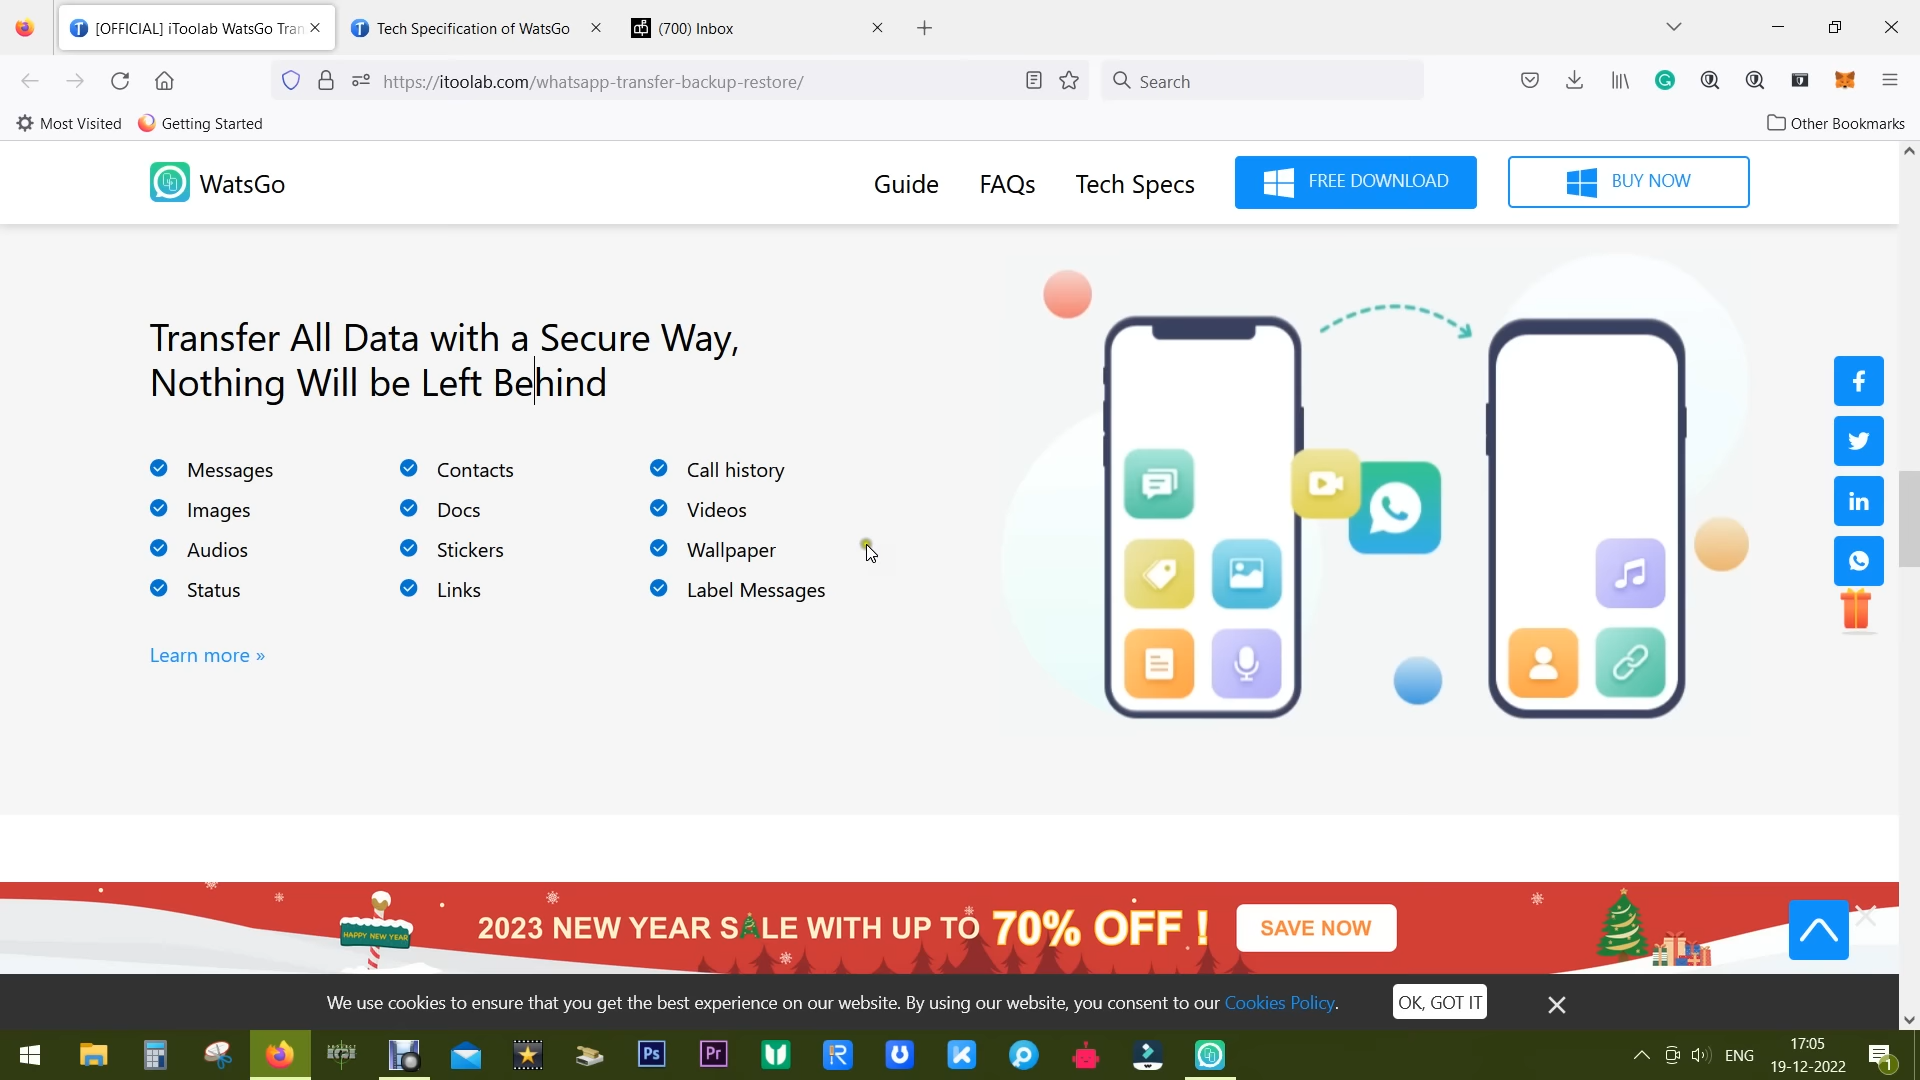 [OFFICIAL] iToolab WatsGo Tran
Tech Specification of WatsGo
(700) Inbox
https://itoolab.com/whatsapp-transfer-backup-restore/
Search
Most Visited
Getting Started
Other Bookmarks
WatsGo
Guide
FAQs
Tech Specs
FREE DOWNLOAD
BUY NOW
Transfer All Data with a Secure Way,
Nothing Will be Left Behind
Messages
Contacts
Call history
Images
Docs
Videos
Audios
Stickers
Wallpaper
Status
Links
Label Messages
Learn more »
HAPPY NEW YEAR
2023 NEW YEAR SALE WITH UP TO 70% OFF !
SAVE NOW
We use cookies to ensure that you get the best experience on our website. By using our website, you consent to our Cookies Policy.
OK, GOT IT
Ps
Pr
ENG
17:05
19-12-2022
1